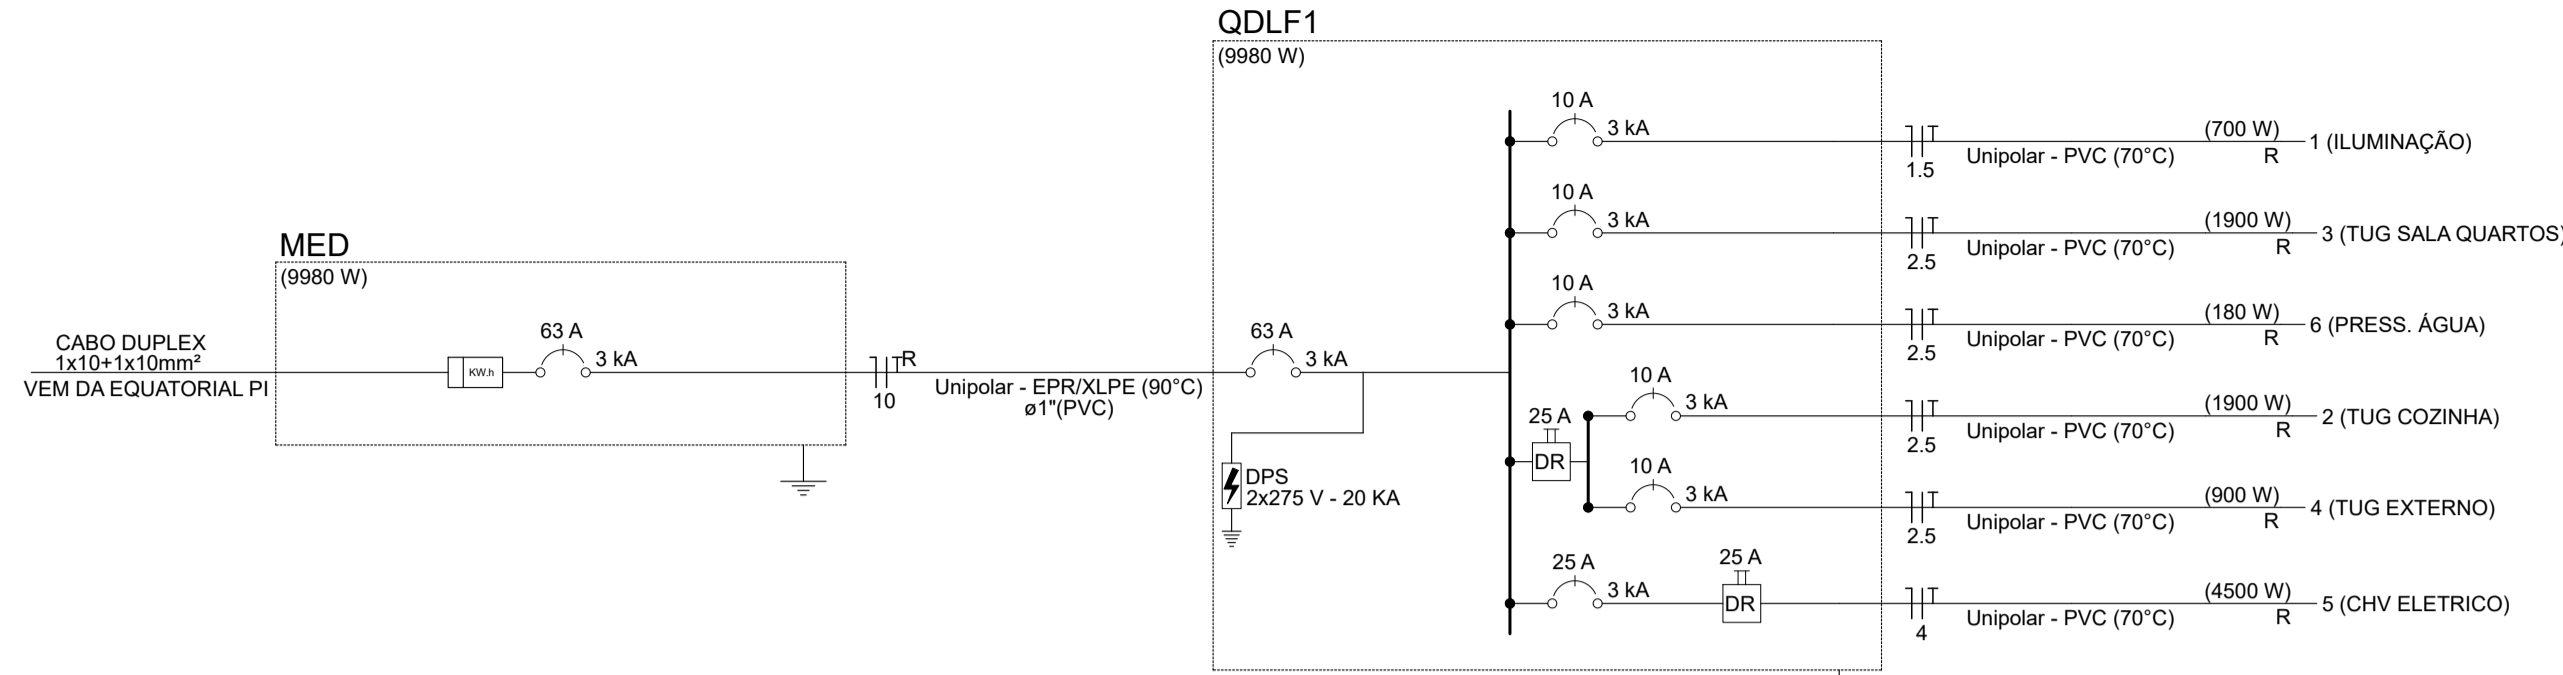 QDLF1
(9980 W)
10 A
3 kA
(700 W)
1 (ILUMINAÇÃO)
1.5
Unipolar - PVC (70°C)
R
10 A
3 kA
(1900 W)
3 (TUG SALA QUARTOS)
2.5
Unipolar - PVC (70°C)
R
MED
(9980 W)
10 A
3 kA
(180 W)
6 (PRESS. ÁGUA)
2.5
Unipolar - PVC (70°C)
R
CABO DUPLEX
1x10+1x10mm²
VEM DA EQUATORIAL PI
KW.h
63 A
3 kA
R
10
Unipolar - EPR/XLPE (90°C)
ø1"(PVC)
63 A
3 kA
10 A
3 kA
(1900 W)
2 (TUG COZINHA)
2.5
Unipolar - PVC (70°C)
R
25 A
DR
DPS
2x275 V - 20 KA
10 A
3 kA
(900 W)
4 (TUG EXTERNO)
2.5
Unipolar - PVC (70°C)
R
25 A
3 kA
25 A
DR
(4500 W)
5 (CHV ELETRICO)
4
Unipolar - PVC (70°C)
R